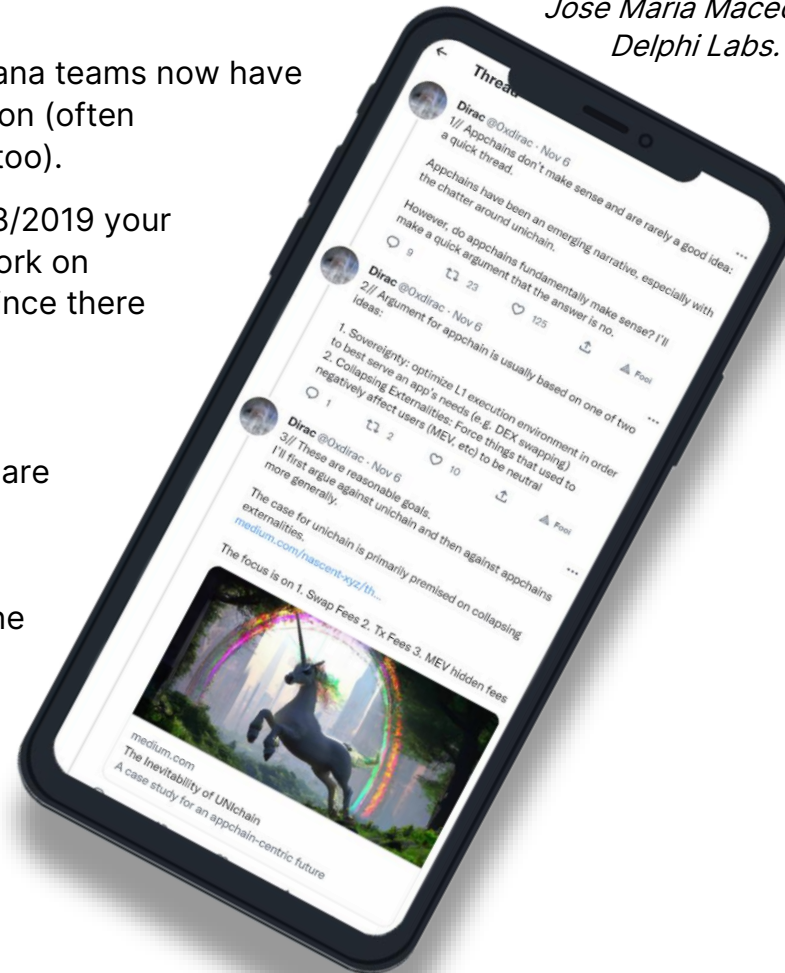 Jose Maria Maced
Delphi Labs.
ana teams now have
on (often
too).
/2019 your
ork on
ince there
are
ne
Thread
Dirac @0xdirac · Nov 6
1// Appchains don't make sense and are rarely a good idea:
a quick thread.
Appchains have been an emerging narrative, especially with
the chatter around unichain.
However, do appchains fundamentally make sense? I'll
make a quick argument that the answer is no.
9 23 125 Fool
Dirac @0xdirac · Nov 6
2// Argument for appchain is usually based on one of two
ideas:
1. Sovereignty: optimize L1 execution environment in order
to best serve an app's needs (e.g. DEX swapping)
2. Collapsing Externalities: Force things that used to
negatively affect users (MEV, etc) to be neutral
1 2 10 Fool
Dirac @0xdirac · Nov 6
3// These are reasonable goals.
I'll first argue against unichain and then against appchains
more generally.
The case for unichain is primarily premised on collapsing
externalities.
medium.com/nascent-xyz/th...
The focus is on 1. Swap Fees 2. Tx Fees 3. MEV hidden fees
medium.com
The Inevitability of UNIchain
A case study for an appchain-centric future